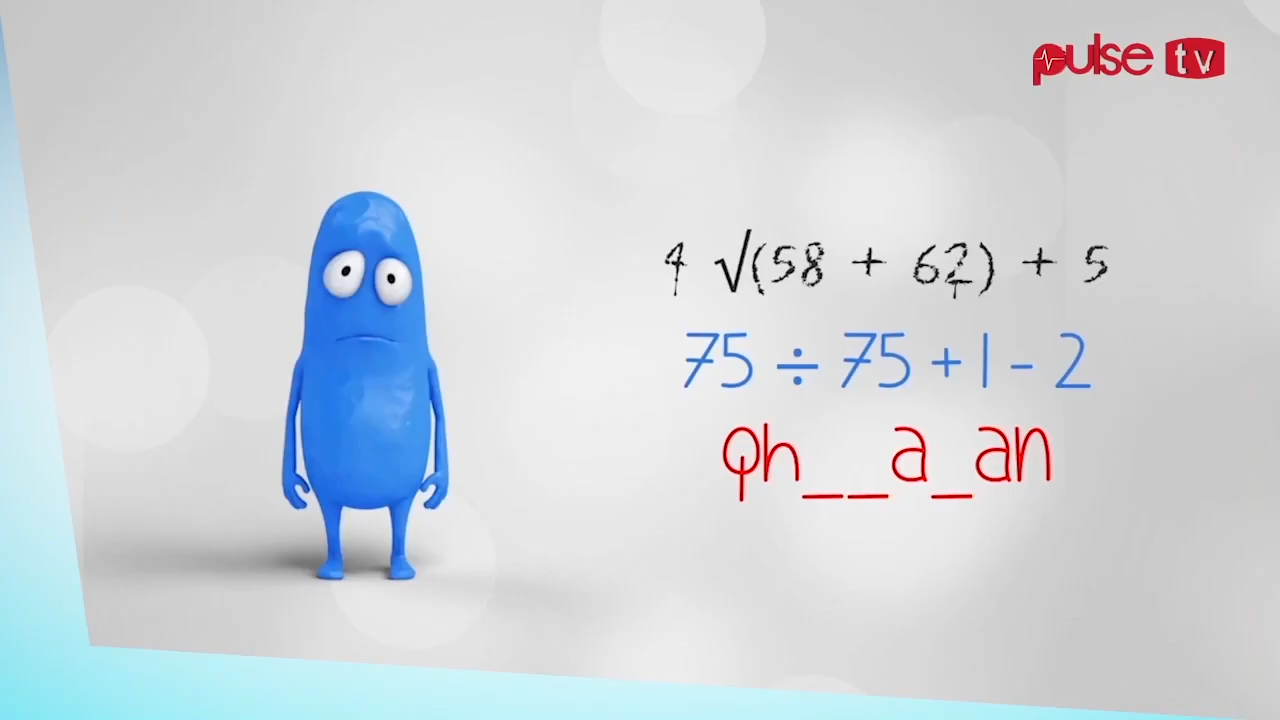 pulse tv
4 √(58 + 62) + 5
75 ÷ 75 + 1 - 2
Qh__a_an